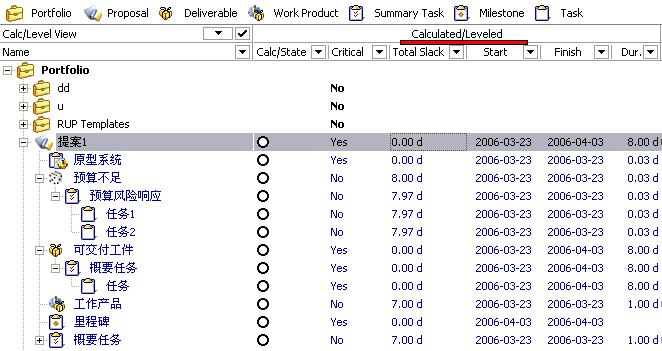 Portfolio Proposal Deliverable Work Product Summary Task Milestone Task
Calc/Level View Calculated/Leveled
Name Calc/State Critical Total Slack Start Finish Dur.
Portfolio
dd No
u No
RUP Templates No
提案1 Yes 0.00 d 2006-03-23 2006-04-03 8.00 d
原型系统 Yes 0.00 d 2006-03-23 2006-03-23 0.03 d
预算不足 No 8.00 d 2006-03-23 2006-03-23 0.03 d
预算风险响应 No 7.97 d 2006-03-23 2006-03-23 0.03 d
任务1 No 7.97 d 2006-03-23 2006-03-23 0.03 d
任务2 No 7.97 d 2006-03-23 2006-03-23 0.03 d
可交付工件 Yes 0.00 d 2006-03-23 2006-04-03 8.00 d
概要任务 Yes 0.00 d 2006-03-23 2006-04-03 8.00 d
任务 Yes 0.00 d 2006-03-23 2006-04-03 8.00 d
工作产品 No 7.00 d 2006-03-23 2006-03-23 1.00 d
里程碑 Yes 0.00 d 2006-04-03 2006-04-03
概要任务 No 7.00 d 2006-03-23 2006-03-23 1.00 d